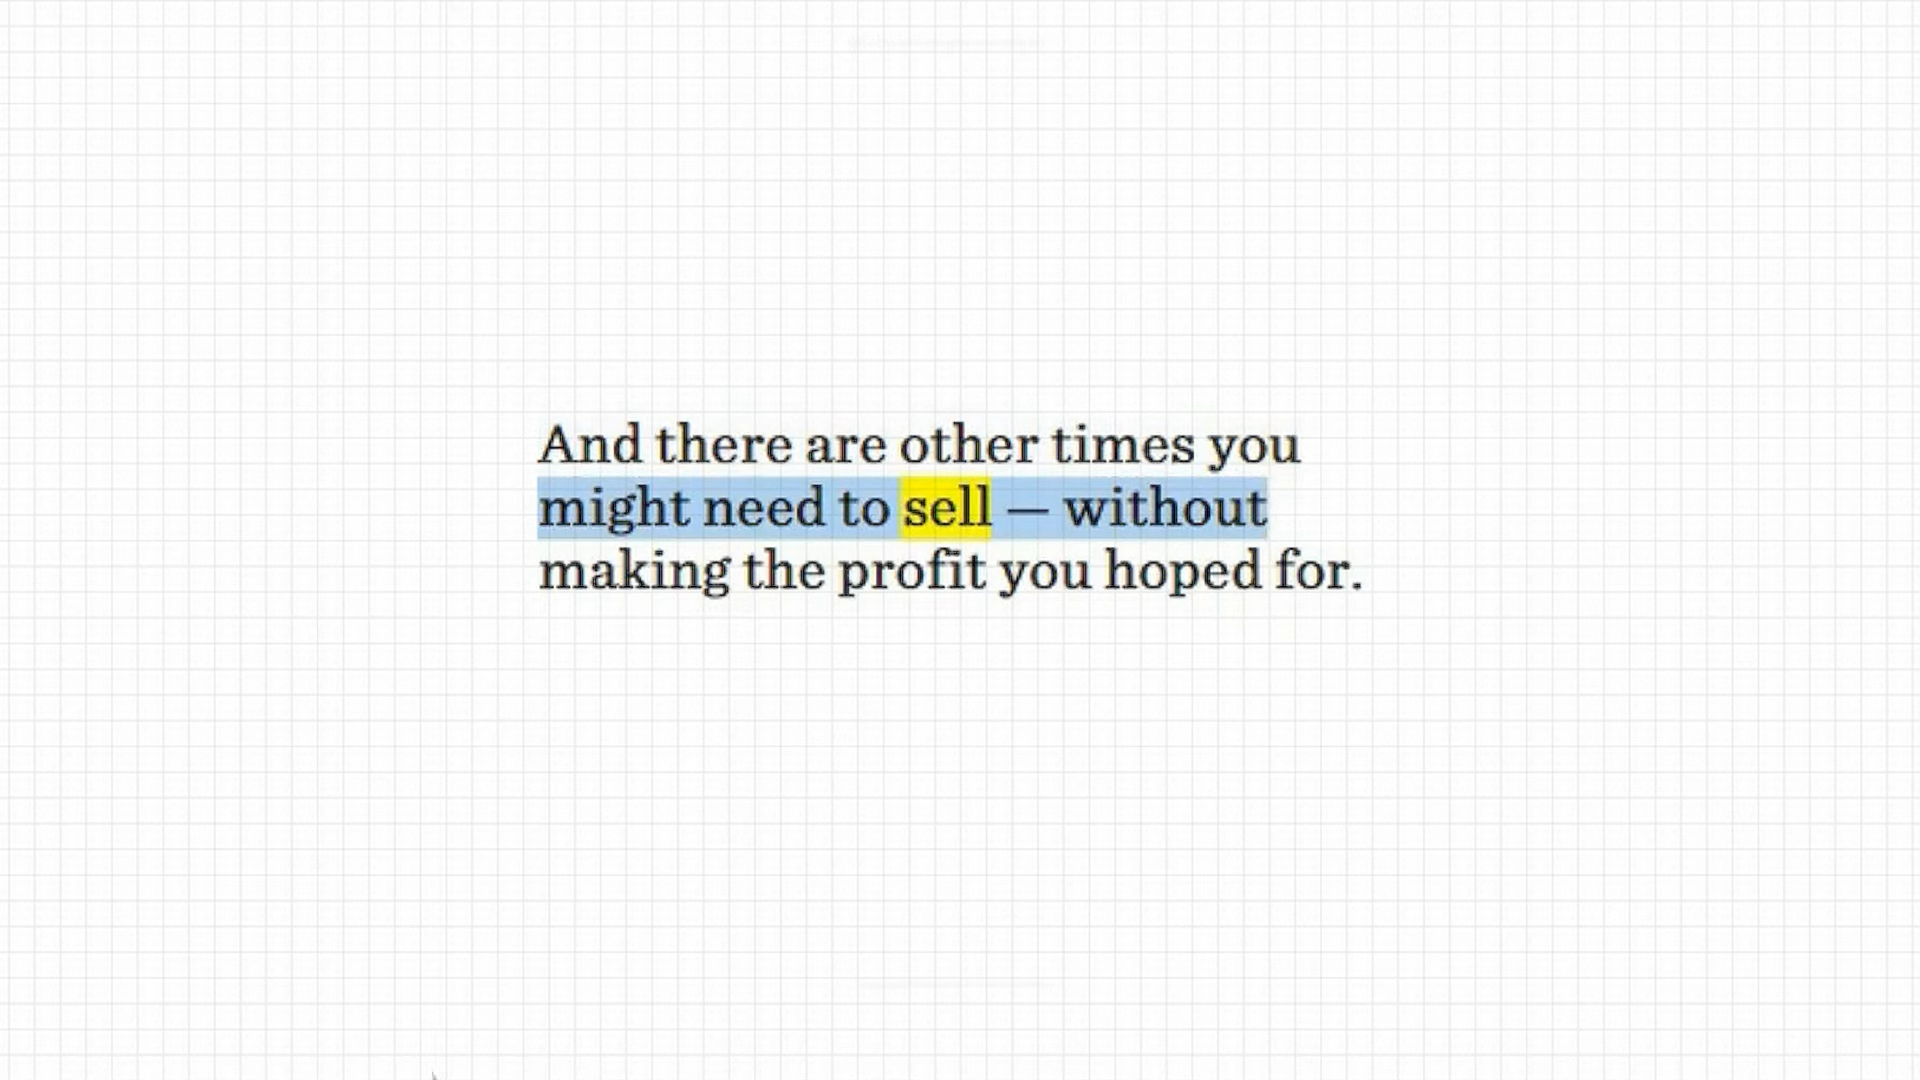 And there are other times you
might need to sell — without
making the profit you hoped for.